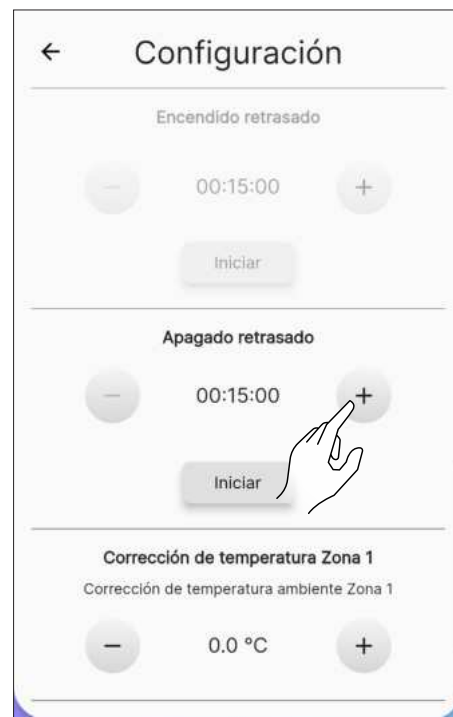 ← Configuración
Encendido retrasado
− 00:15:00 +
Iniciar
Apagado retrasado
− 00:15:00 +
Iniciar
Corrección de temperatura Zona 1
Corrección de temperatura ambiente Zona 1
− 0.0 °C +